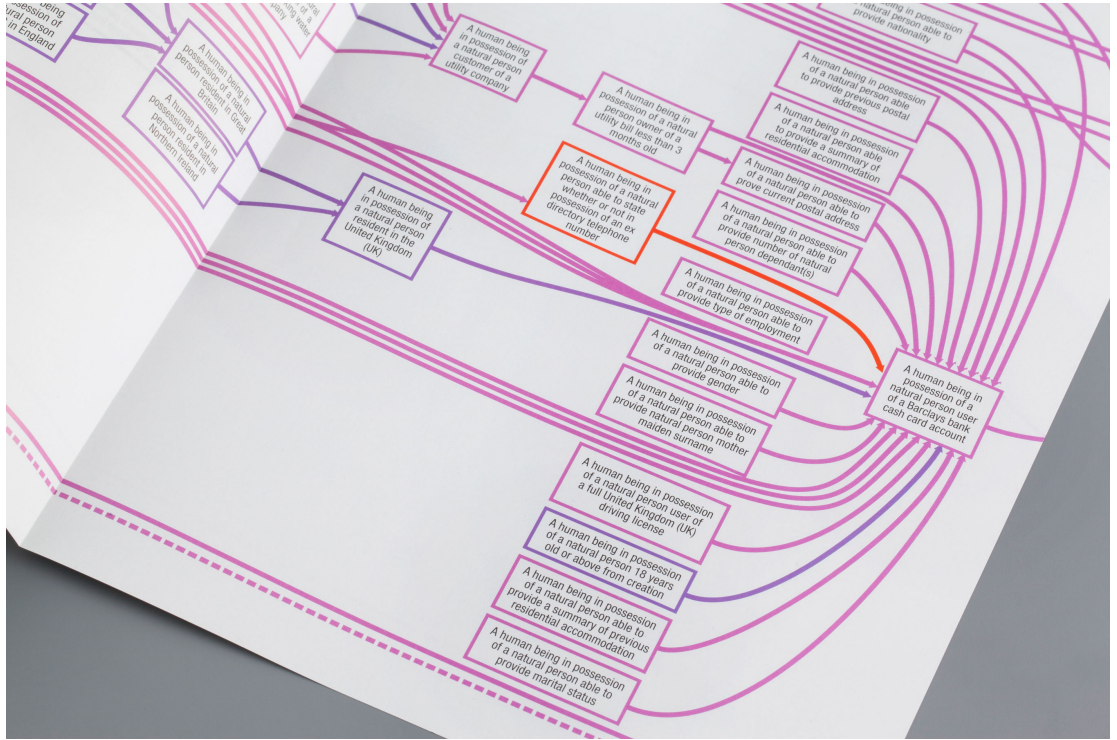 being
possession of
natural person
in England
A human being in
possession of a natural
person resident in Great
Britain
A human being in
possession of a natural
person resident in
Northern Ireland
water
A human being
in possession of
a natural person
customer of a
utility company
A human being in
possession of a natural
person owner of a
utility bill less than 3
months old
A human being
in possession of
a natural person
resident in the
United Kingdom
(UK)
A human being in
possession of a natural
person able to state
whether or not in
possession of an ex
directory telephone
number
natural person able to
provide nationality
A human being in possession
of a natural person able
to provide previous postal
address
A human being in possession
of a natural person able
to provide a summary of
residential accommodation
A human being in possession
of a natural person able to
prove current postal address
A human being in possession
of a natural person able to
provide number of natural
person dependant(s)
A human being in possession
of a natural person able to
provide type of employment
A human being in possession
of a natural person able to
provide gender
A human being in possession
of a natural person able to
provide natural person mother
maiden surname
A human being in possession
of a natural person user of
a full United Kingdom (UK)
driving license
A human being in possession
of a natural person 18 years
old or above from creation
A human being in possession
of a natural person able to
provide a summary of previous
residential accommodation
A human being in possession
of a natural person able to
provide marital status
A human being in
possession of a
natural person user
of a Barclays bank
cash card account